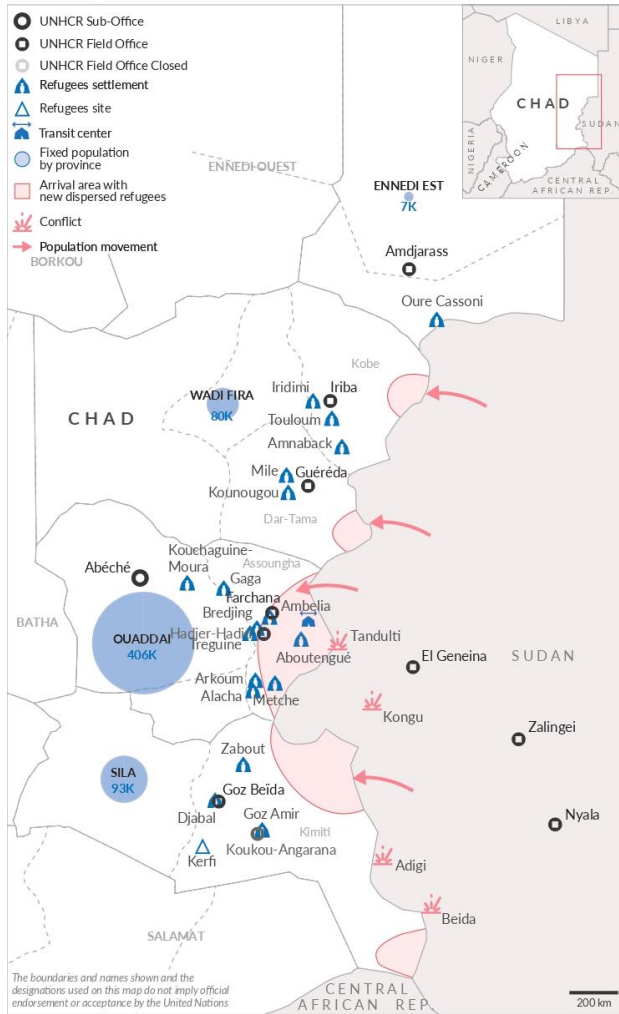 UNHCR Sub-Office
UNHCR Field Office
UNHCR Field Office Closed
Refugees settlement
Refugees site
Transit center
Fixed population
by province
Arrival area with
new dispersed refugees
Conflict
Population movement
LIBYA
NIGER
CHAD
SUDAN
NIGERIA
CAMEROON
CENTRAL
AFRICAN REP.
ENNEDI-OUEST
ENNEDI EST
7K
BORKOU
Amdjarass
Oure Cassoni
Kobe
WADI FIRA
80K
CHAD
Iridimi
Iriba
Touloum
Amnaback
Mile
Guéréda
Kounougou
Dar-Tama
Kouchaguine-
Moura
Assoungha
Abéché
Gaga
Farchana
Bredjing
Ambelia
BATHA
OUADDAI
406K
Hadjer-Hadid
Treguine
Tandulti
Aboutengué
El Geneina
SUDAN
Arkoum
Alacha
Metche
Kongu
Zalingei
Zabout
SILA
93K
Goz Beïda
Djabal
Goz Amir
Kimiti
Nyala
Koukou-Angarana
Kerfi
Adigi
Beida
SALAMAT
The boundaries and names shown and the
designations used on this map do not imply official
endorsement or acceptance by the United Nations
CENTRAL
AFRICAN REP.
200 km